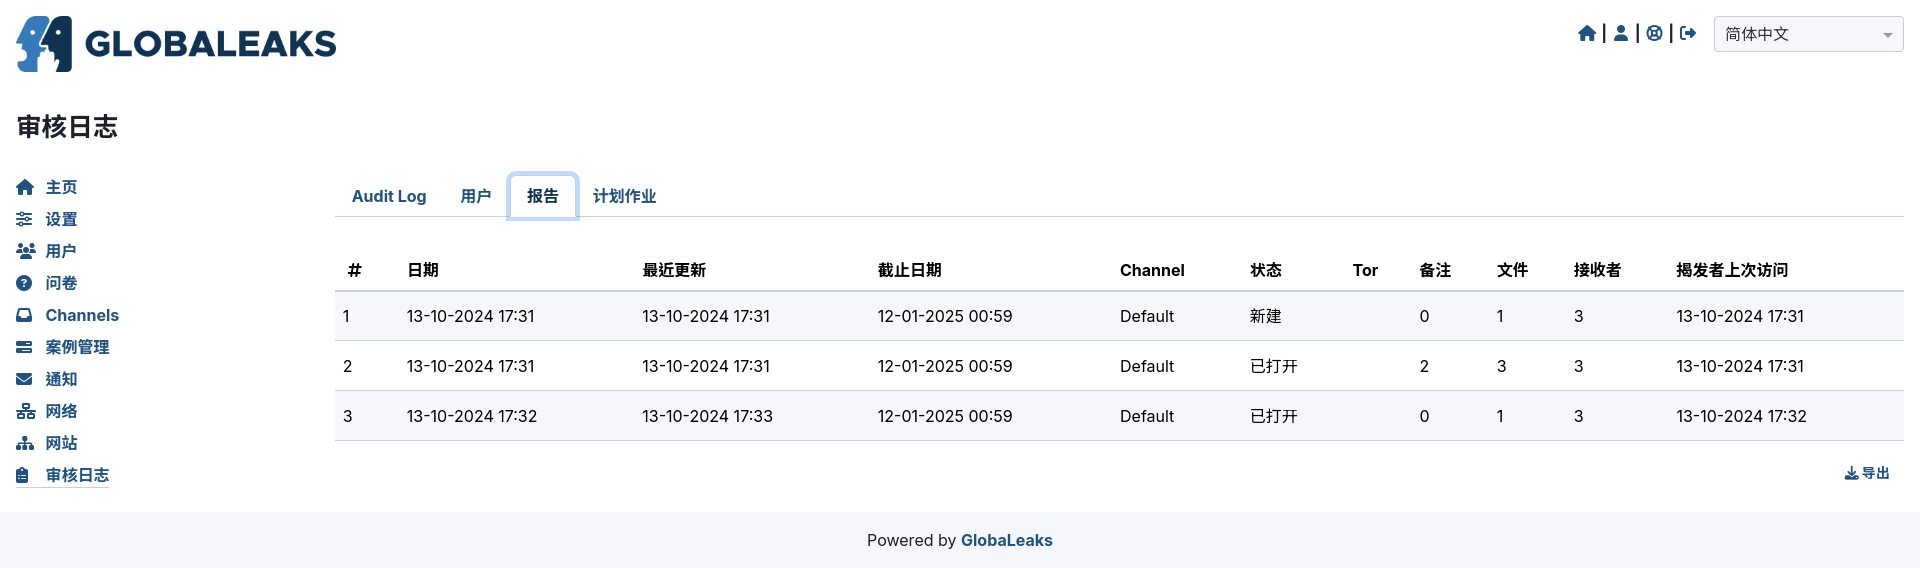 GLOBALEAKS
| | |
简体中文
审核日志
主页
设置
用户
问卷
Channels
案例管理
通知
网络
网站
审核日志
Audit Log 用户 报告 计划作业
# 日期 最近更新 截止日期 Channel 状态 Tor 备注 文件 接收者 揭发者上次访问
1 13-10-2024 17:31 13-10-2024 17:31 12-01-2025 00:59 Default 新建 0 1 3 13-10-2024 17:31
2 13-10-2024 17:31 13-10-2024 17:31 12-01-2025 00:59 Default 已打开 2 3 3 13-10-2024 17:31
3 13-10-2024 17:32 13-10-2024 17:33 12-01-2025 00:59 Default 已打开 0 1 3 13-10-2024 17:32
导出
Powered by GlobaLeaks